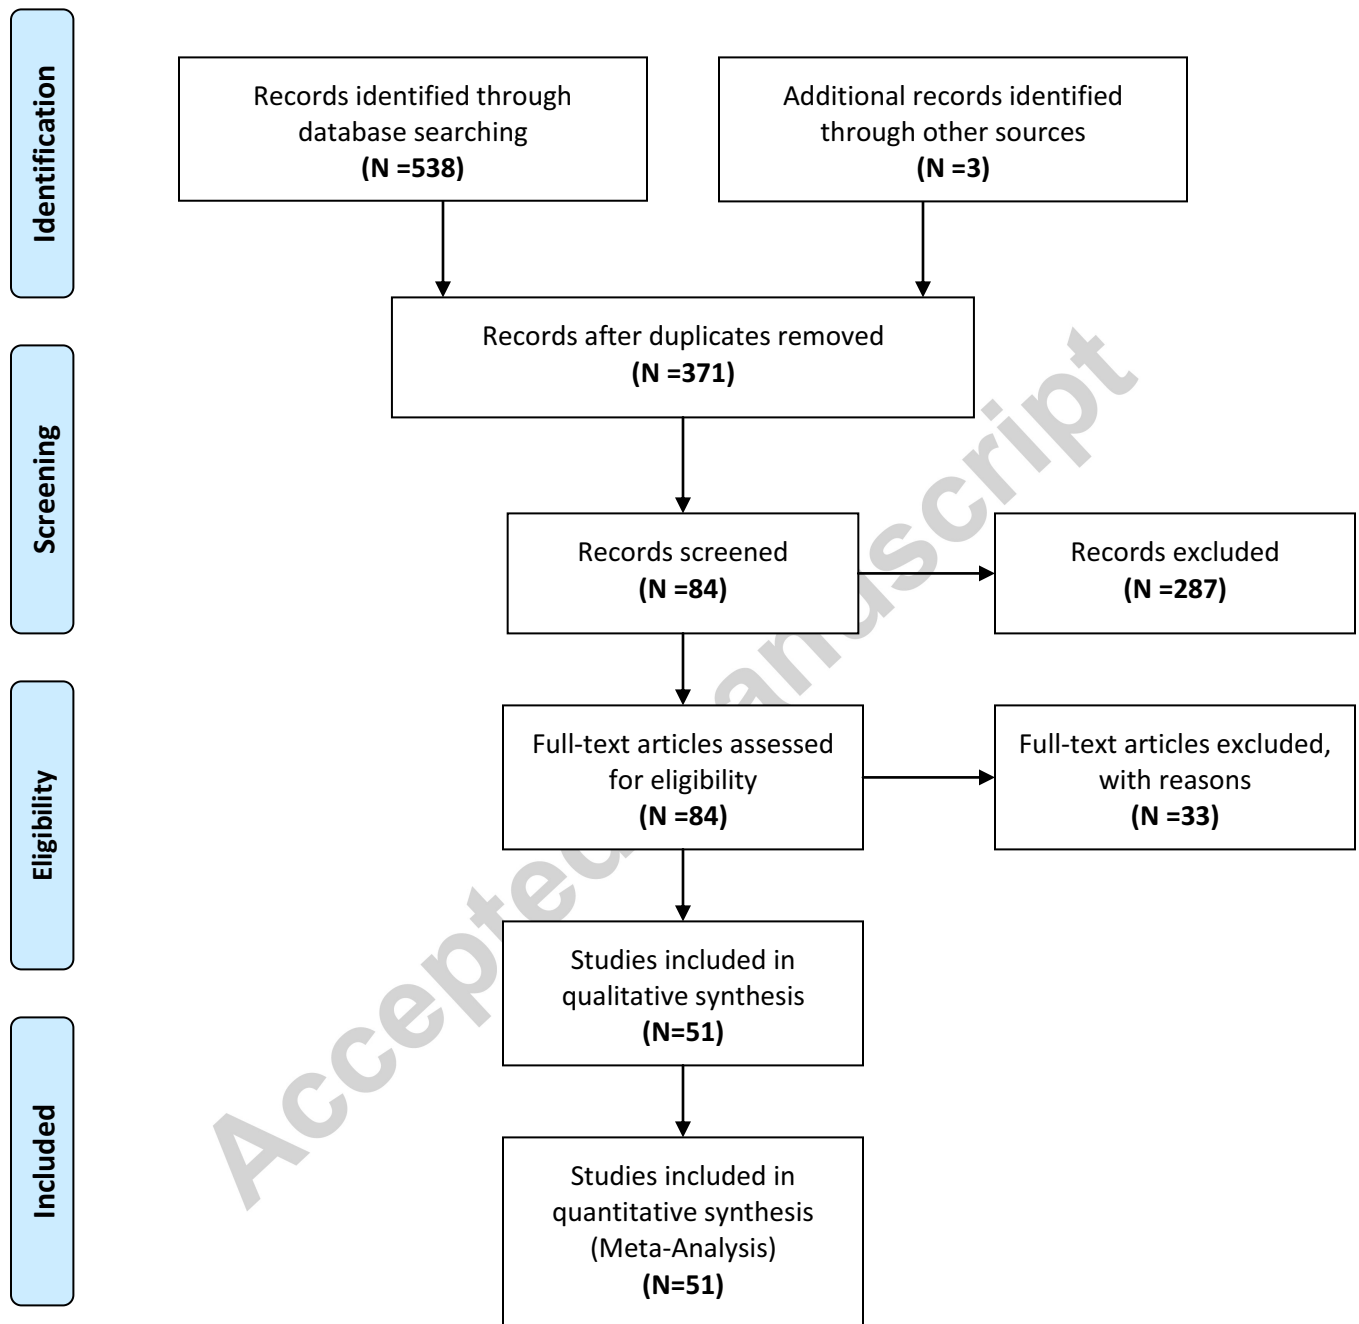 Identification
Records identified through
database searching
(N =538)
Additional records identified
through other sources
(N =3)
Records after duplicates removed
(N =371)
Screening
Records screened
(N =84)
Records excluded
(N =287)
Eligibility
Full-text articles assessed
for eligibility
(N =84)
Full-text articles excluded,
with reasons
(N =33)
Studies included in
qualitative synthesis
(N=51)
Included
Studies included in
quantitative synthesis
(Meta-Analysis)
(N=51)
Accepted manuscript